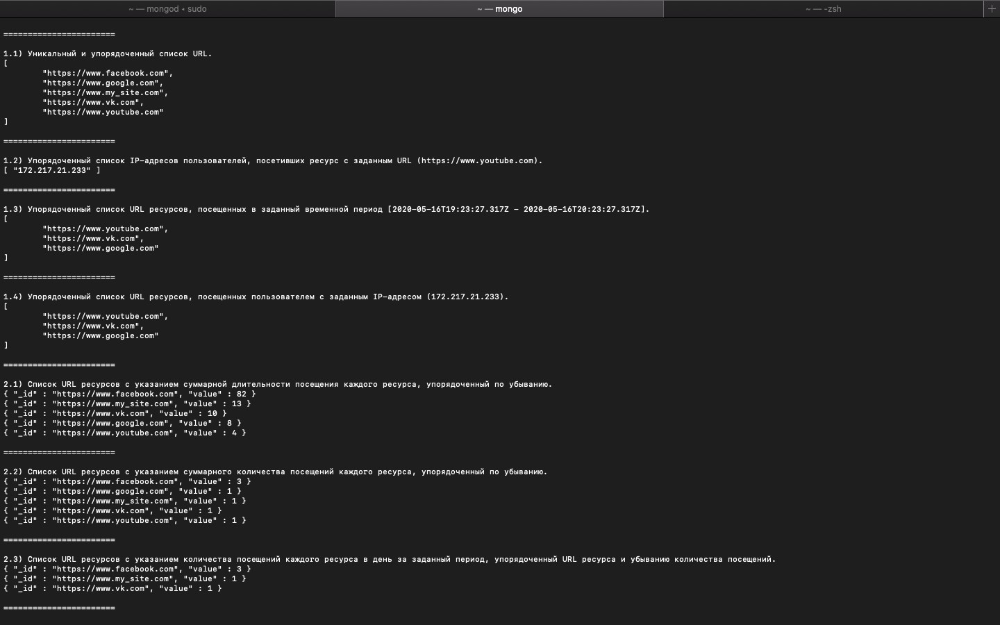 ~ — mongod ◂ sudo
~ — mongo
~ — -zsh
+
=======================
1.1) Уникальный и упорядоченный список URL.
[
"https://www.facebook.com",
"https://www.google.com",
"https://www.my_site.com",
"https://www.vk.com",
"https://www.youtube.com"
]
=======================
1.2) Упорядоченный список IP-адресов пользователей, посетивших ресурс с заданным URL (https://www.youtube.com).
[ "172.217.21.233" ]
=======================
1.3) Упорядоченный список URL ресурсов, посещенных в заданный временной период [2020-05-16T19:23:27.317Z - 2020-05-16T20:23:27.317Z].
[
"https://www.youtube.com",
"https://www.vk.com",
"https://www.google.com"
]
=======================
1.4) Упорядоченный список URL ресурсов, посещенных пользователем с заданным IP-адресом (172.217.21.233).
[
"https://www.youtube.com",
"https://www.vk.com",
"https://www.google.com"
]
=======================
2.1) Список URL ресурсов с указанием суммарной длительности посещения каждого ресурса, упорядоченный по убыванию.
{ "_id" : "https://www.facebook.com", "value" : 82 }
{ "_id" : "https://www.my_site.com", "value" : 13 }
{ "_id" : "https://www.vk.com", "value" : 10 }
{ "_id" : "https://www.google.com", "value" : 8 }
{ "_id" : "https://www.youtube.com", "value" : 4 }
=======================
2.2) Список URL ресурсов с указанием суммарного количества посещений каждого ресурса, упорядоченный по убыванию.
{ "_id" : "https://www.facebook.com", "value" : 3 }
{ "_id" : "https://www.google.com", "value" : 1 }
{ "_id" : "https://www.my_site.com", "value" : 1 }
{ "_id" : "https://www.vk.com", "value" : 1 }
{ "_id" : "https://www.youtube.com", "value" : 1 }
=======================
2.3) Список URL ресурсов с указанием количества посещений каждого ресурса в день за заданный период, упорядоченный URL ресурса и убыванию количества посещений.
{ "_id" : "https://www.facebook.com", "value" : 3 }
{ "_id" : "https://www.my_site.com", "value" : 1 }
{ "_id" : "https://www.vk.com", "value" : 1 }
=======================